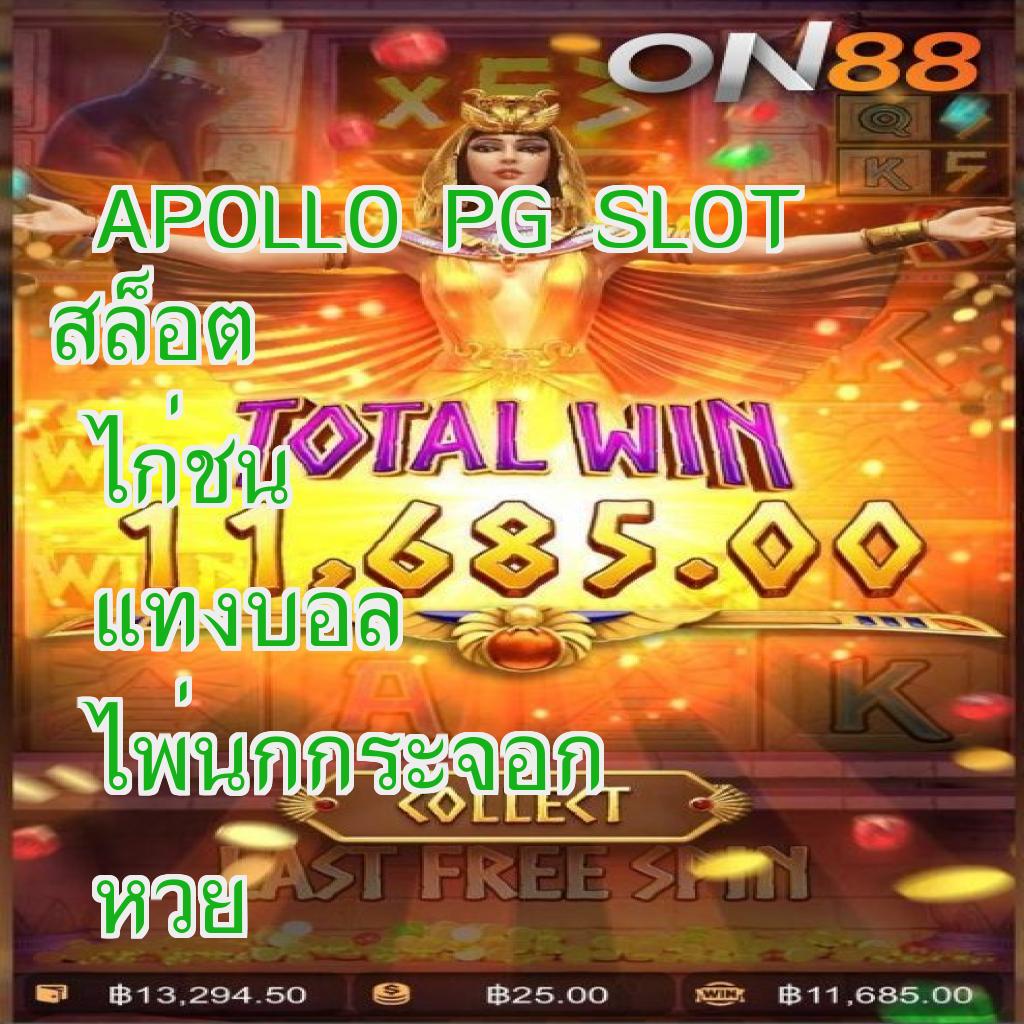 ON88
x53
Q
K
APOLLO PG SLOT
สล็อต
ไก่ชน
TOTAL WIN
11,685.00
แทงบอล
A K
ไพ่นกกระจอก
COLLECT
LAST FREE SPIN
หวย
฿13,294.50 ฿25.00 WIN ฿11,685.00